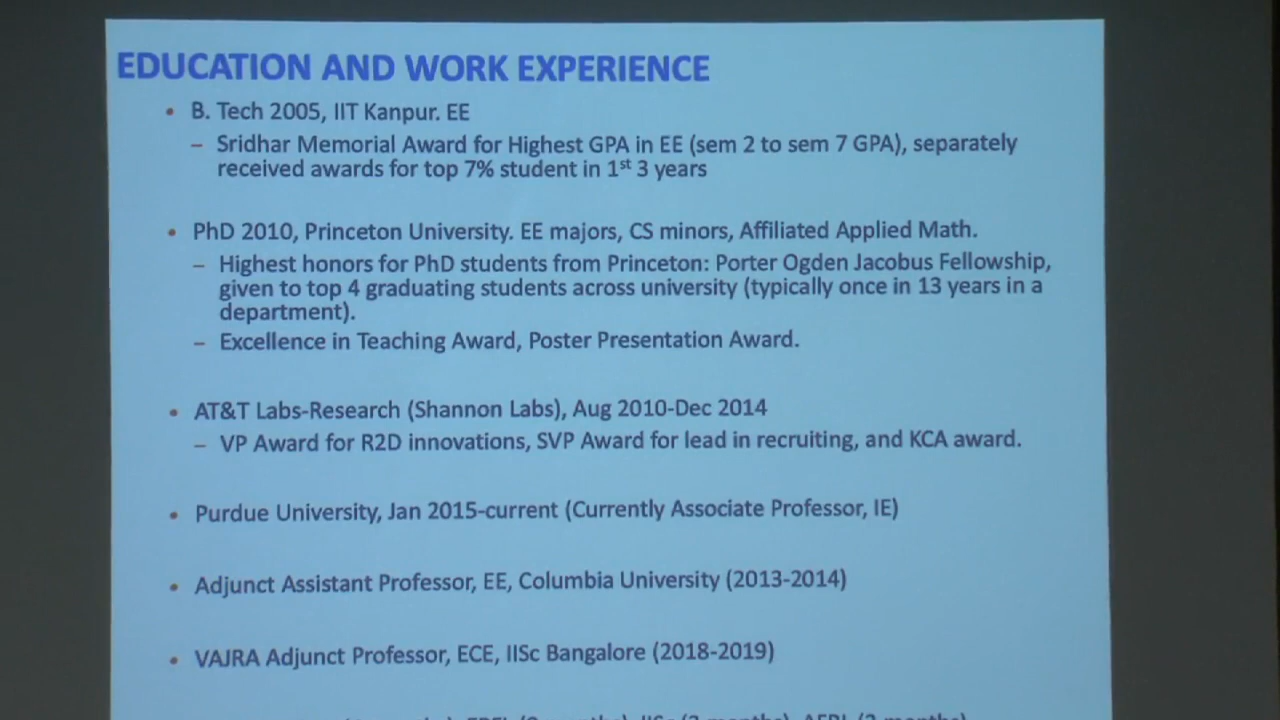 EDUCATION AND WORK EXPERIENCE
• B. Tech 2005, IIT Kanpur. EE
– Sridhar Memorial Award for Highest GPA in EE (sem 2 to sem 7 GPA), separately
received awards for top 7% student in 1st 3 years
• PhD 2010, Princeton University. EE majors, CS minors, Affiliated Applied Math.
– Highest honors for PhD students from Princeton: Porter Ogden Jacobus Fellowship,
given to top 4 graduating students across university (typically once in 13 years in a
department).
– Excellence in Teaching Award, Poster Presentation Award.
• AT&T Labs-Research (Shannon Labs), Aug 2010-Dec 2014
– VP Award for R2D innovations, SVP Award for lead in recruiting, and KCA award.
• Purdue University, Jan 2015-current (Currently Associate Professor, IE)
• Adjunct Assistant Professor, EE, Columbia University (2013-2014)
• VAJRA Adjunct Professor, ECE, IISc Bangalore (2018-2019)